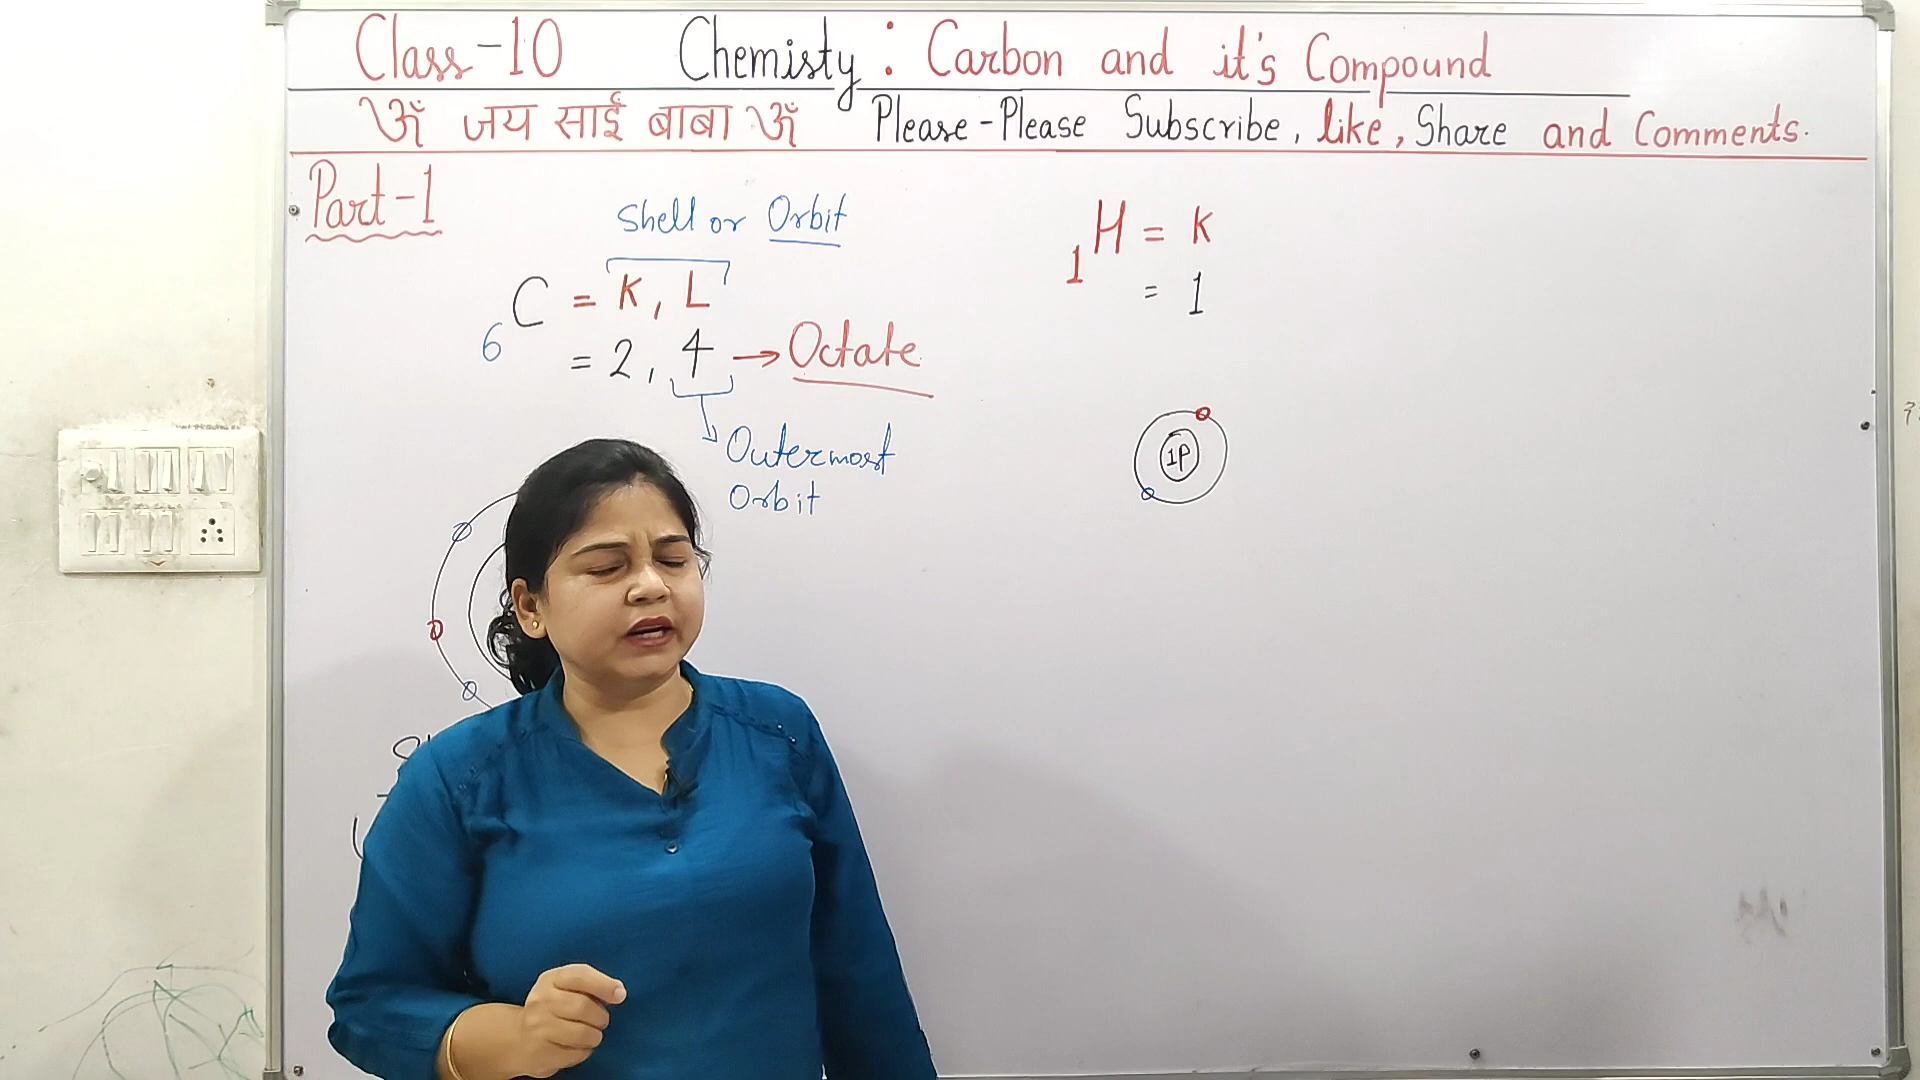 Class-10 Chemisty: Carbon and it's Compound
ॐ जय साईं बाबा ॐ Please-Please Subscribe, like, Share and Comments.
Part-1
Shell or Orbit
6C = K, L
= 2, 4 → Octate
Outermost
Orbit
1H = K
= 1
1P